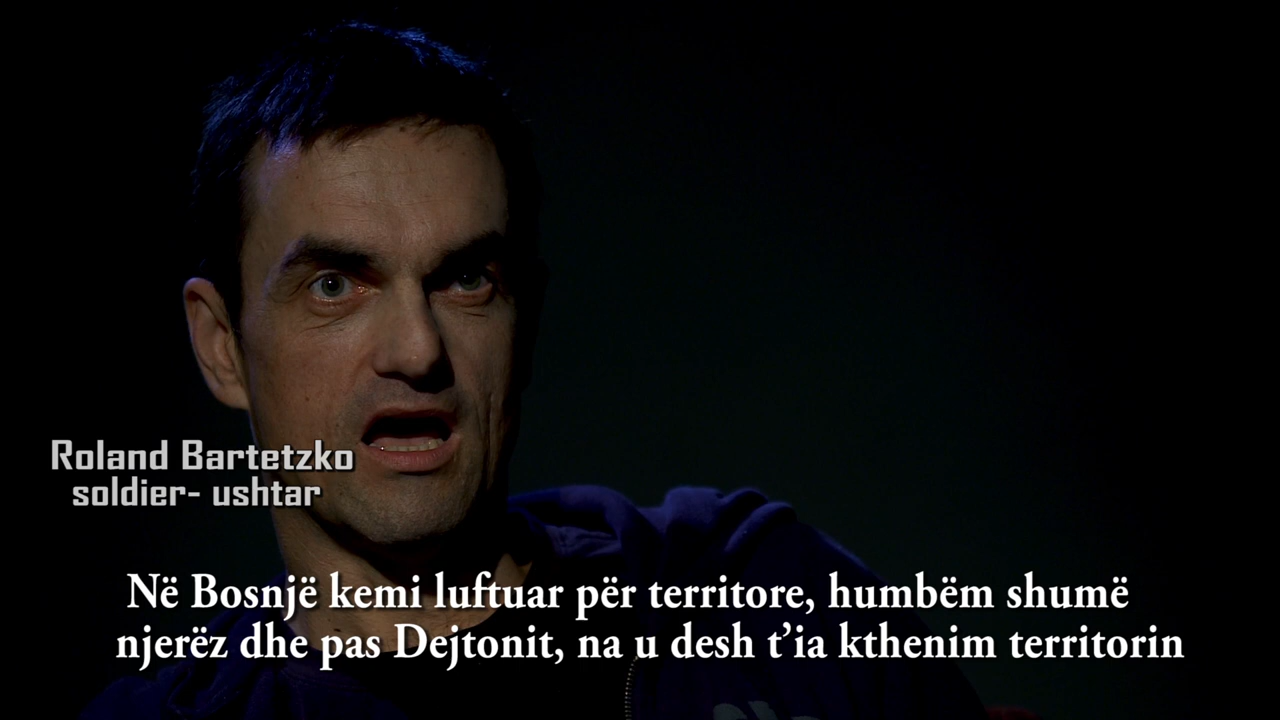 Roland Bartetzko
soldier- ushtar
Në Bosnjë kemi luftuar për territore, humbëm shumë
njerëz dhe pas Dejtonit, na u desh t’ia kthenim territorin